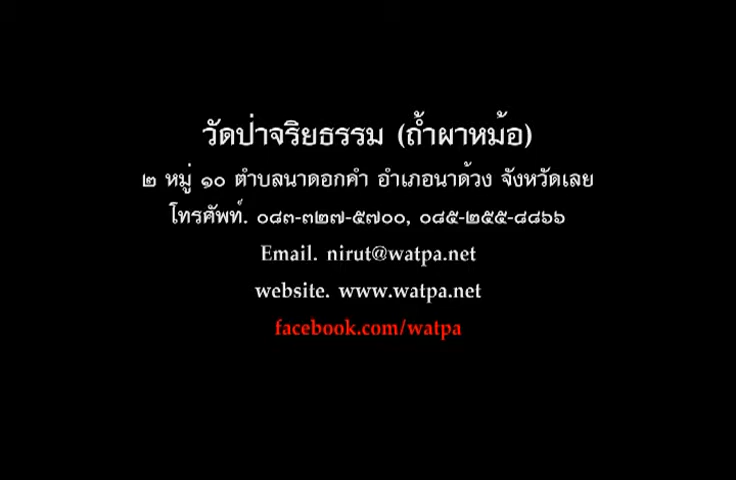 วัดป่าจริยธรรม (ถ้ำผาหม้อ)
๒ หมู่ ๑๐ ตำบลนาดอกคำ อำเภอนาด้วง จังหวัดเลย
โทรศัพท์. ๐๘๓-๓๒๗-๕๗๐๐, ๐๘๕-๒๕๕-๘๘๖๖
Email. nirut@watpa.net
website. www.watpa.net
facebook.com/watpa